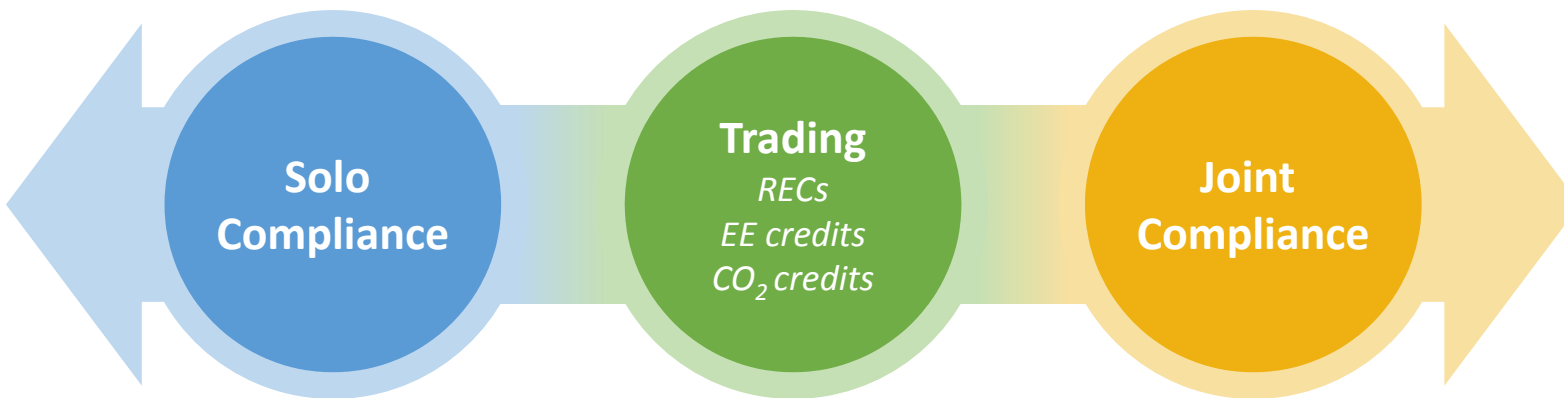 Solo
Compliance
Trading
RECs
EE credits
CO₂ credits
Joint
Compliance